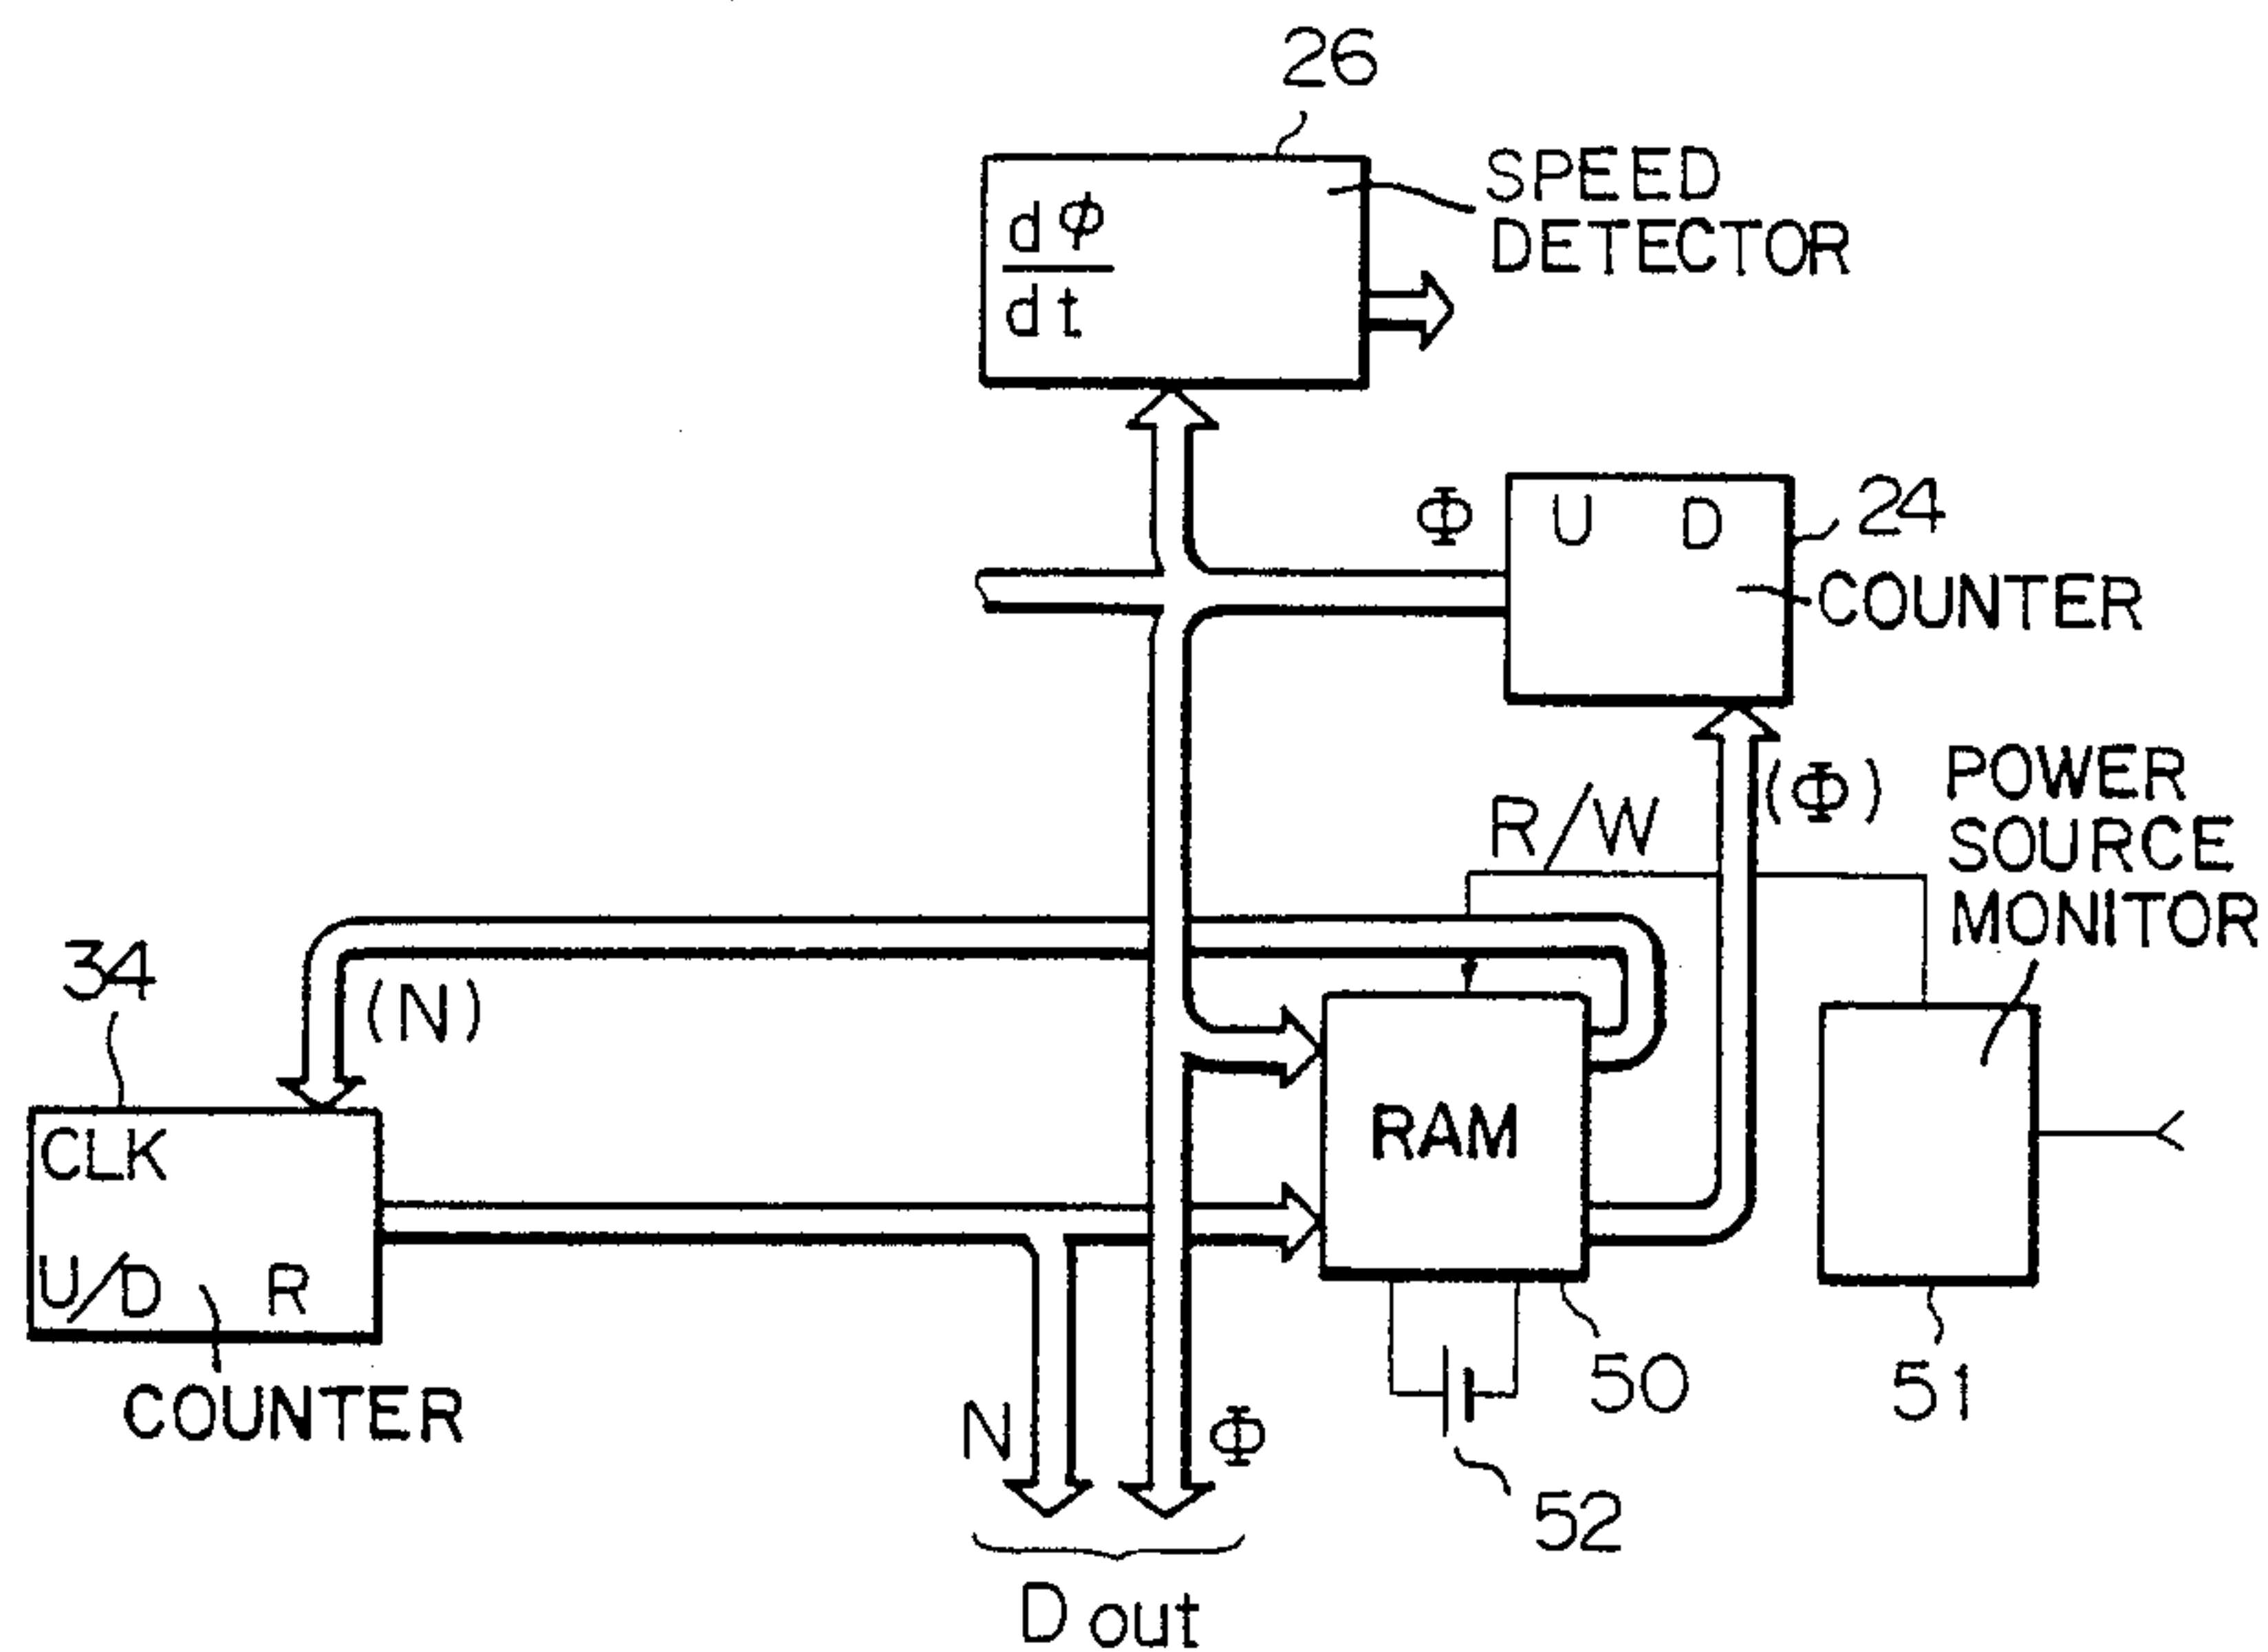 26
SPEED
DETECTOR
dϕ
dt
Φ
U D
24
COUNTER
(Φ)
POWER
SOURCE
MONITOR
R/W
34
(N)
CLK
RAM
U/D R
COUNTER
50
51
N
Φ
52
D out